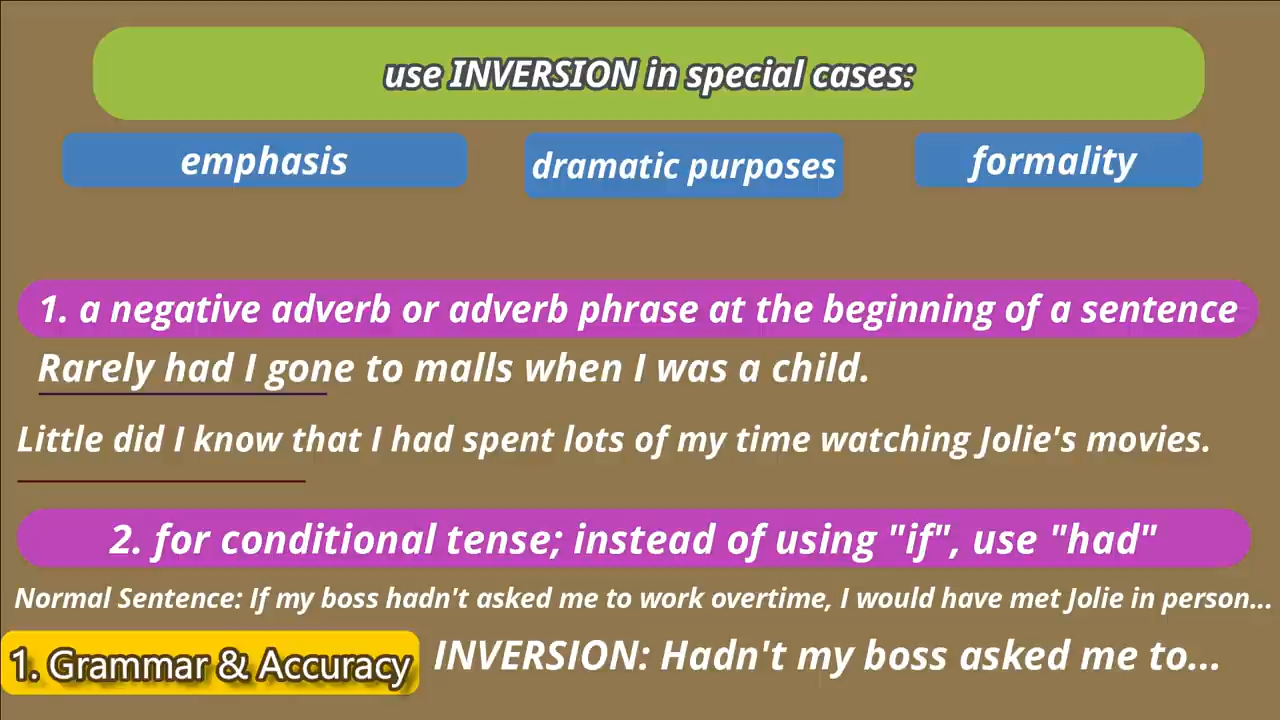 use INVERSION in special cases:
emphasis
dramatic purposes
formality
1. a negative adverb or adverb phrase at the beginning of a sentence
Rarely had I gone to malls when I was a child.
Little did I know that I had spent lots of my time watching Jolie's movies.
2. for conditional tense; instead of using "if", use "had"
Normal Sentence: If my boss hadn't asked me to work overtime, I would have met Jolie in person...
1. Grammar & Accuracy
INVERSION: Hadn't my boss asked me to...